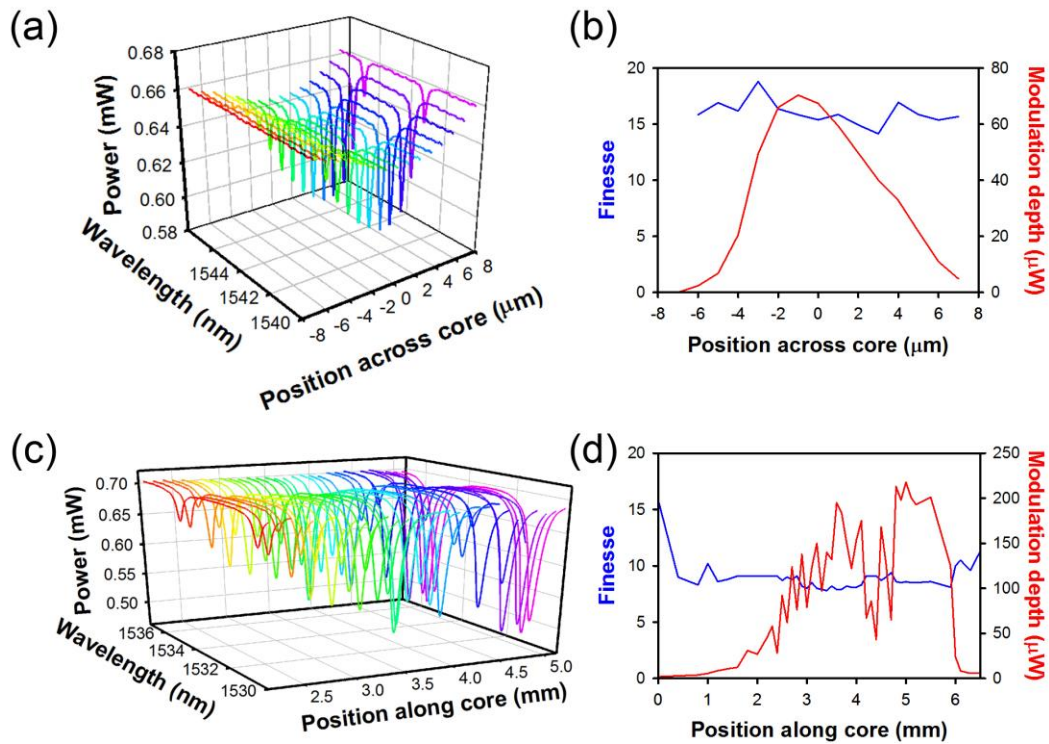 (a)
0.68
0.66
0.64
0.62
0.60
0.58
Power (mW)
1544
1542
1540
Wavelength (nm)
-8 -6 -4 -2 0 2 4 6 8
Position across core (μm)
(b)
20
15
10
5
0
Finesse
80
60
40
20
0
Modulation depth (μW)
-8 -6 -4 -2 0 2 4 6 8
Position across core (μm)
(c)
0.70
0.65
0.60
0.55
0.50
Power (mW)
1536
1534
1532
1530
Wavelength (nm)
2.5 3.0 3.5 4.0 4.5 5.0
Position along core (mm)
(d)
20
15
10
5
0
Finesse
250
200
150
100
50
0
Modulation depth (μW)
0 1 2 3 4 5 6
Position along core (mm)